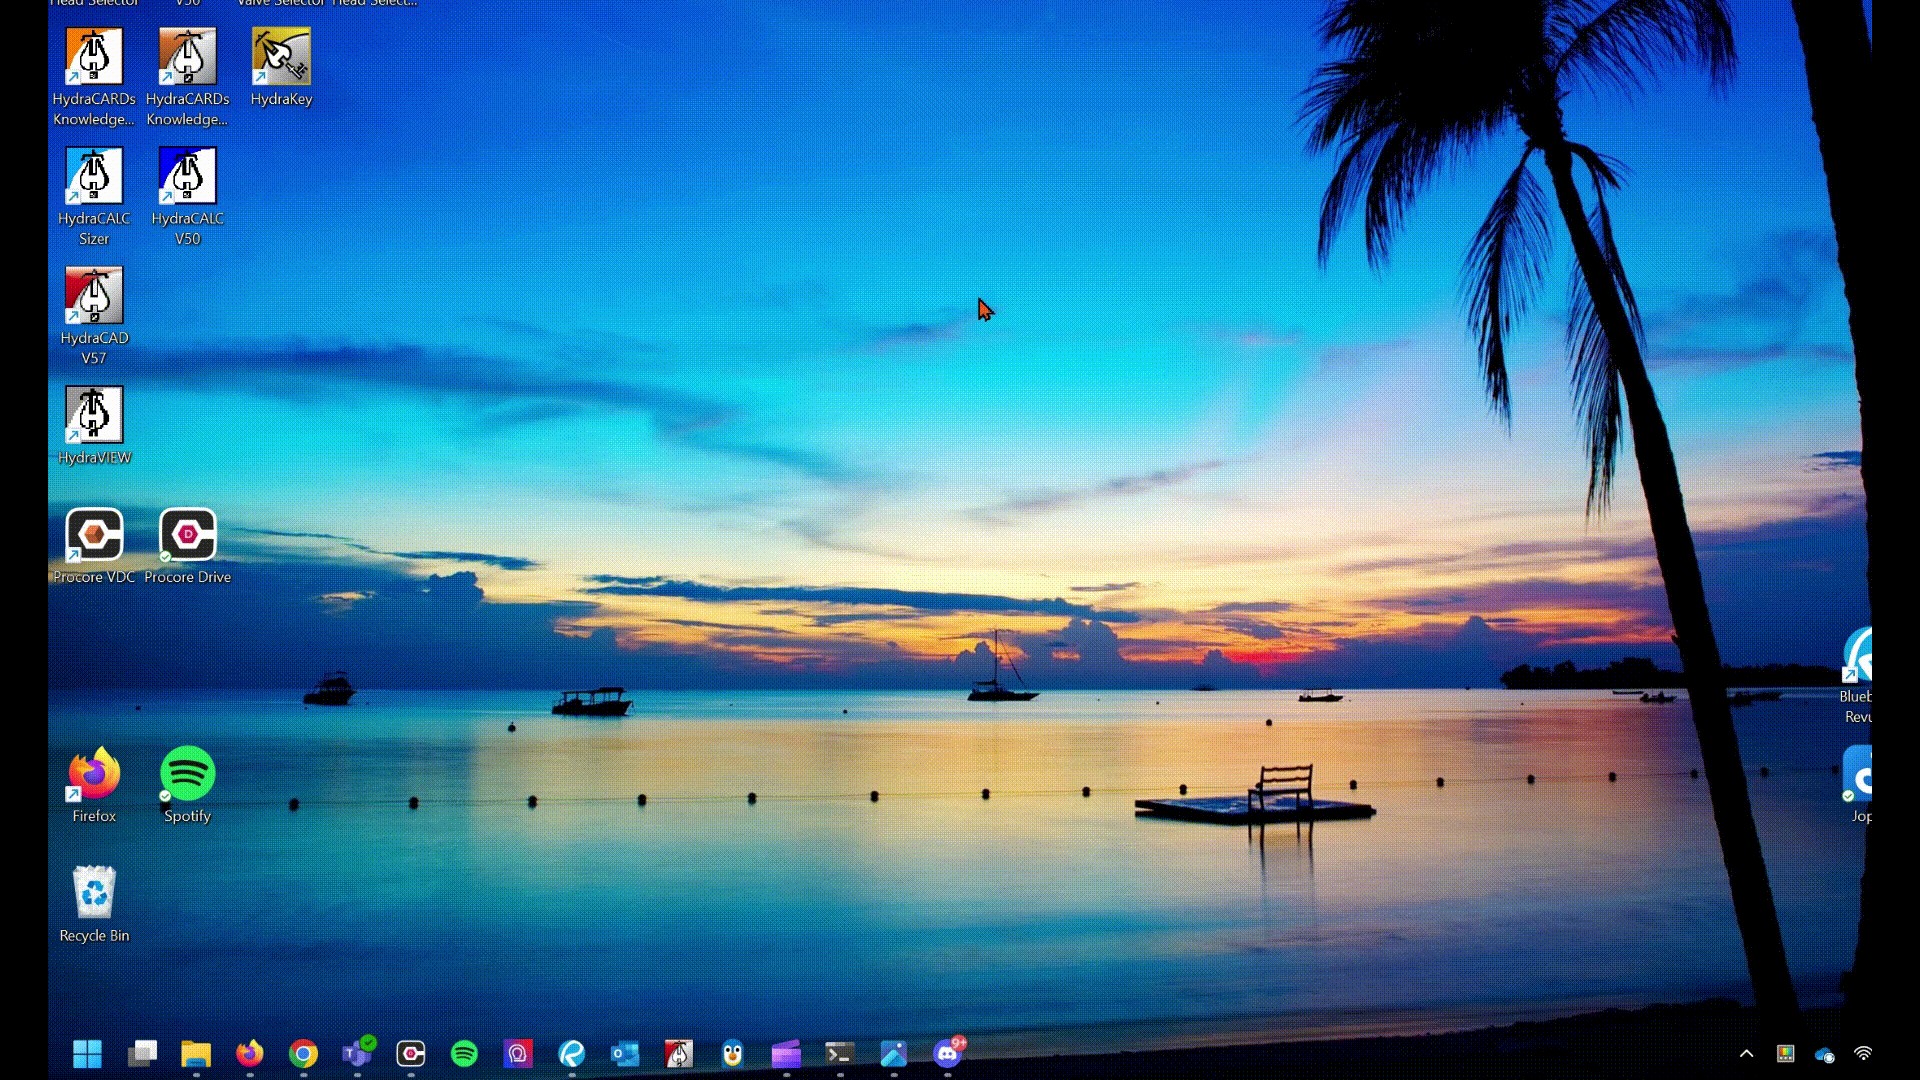 Head Selector
V50
Valve Selector
Head Select...
HydraCARDs
Knowledge...
HydraCARDs
Knowledge...
HydraKey
HydraCALC
Sizer
HydraCALC
V50
HydraCAD
V57
HydraVIEW
Procore VDC
Procore Drive
Blueb
Revu
Firefox
Spotify
Jop
Recycle Bin
9+